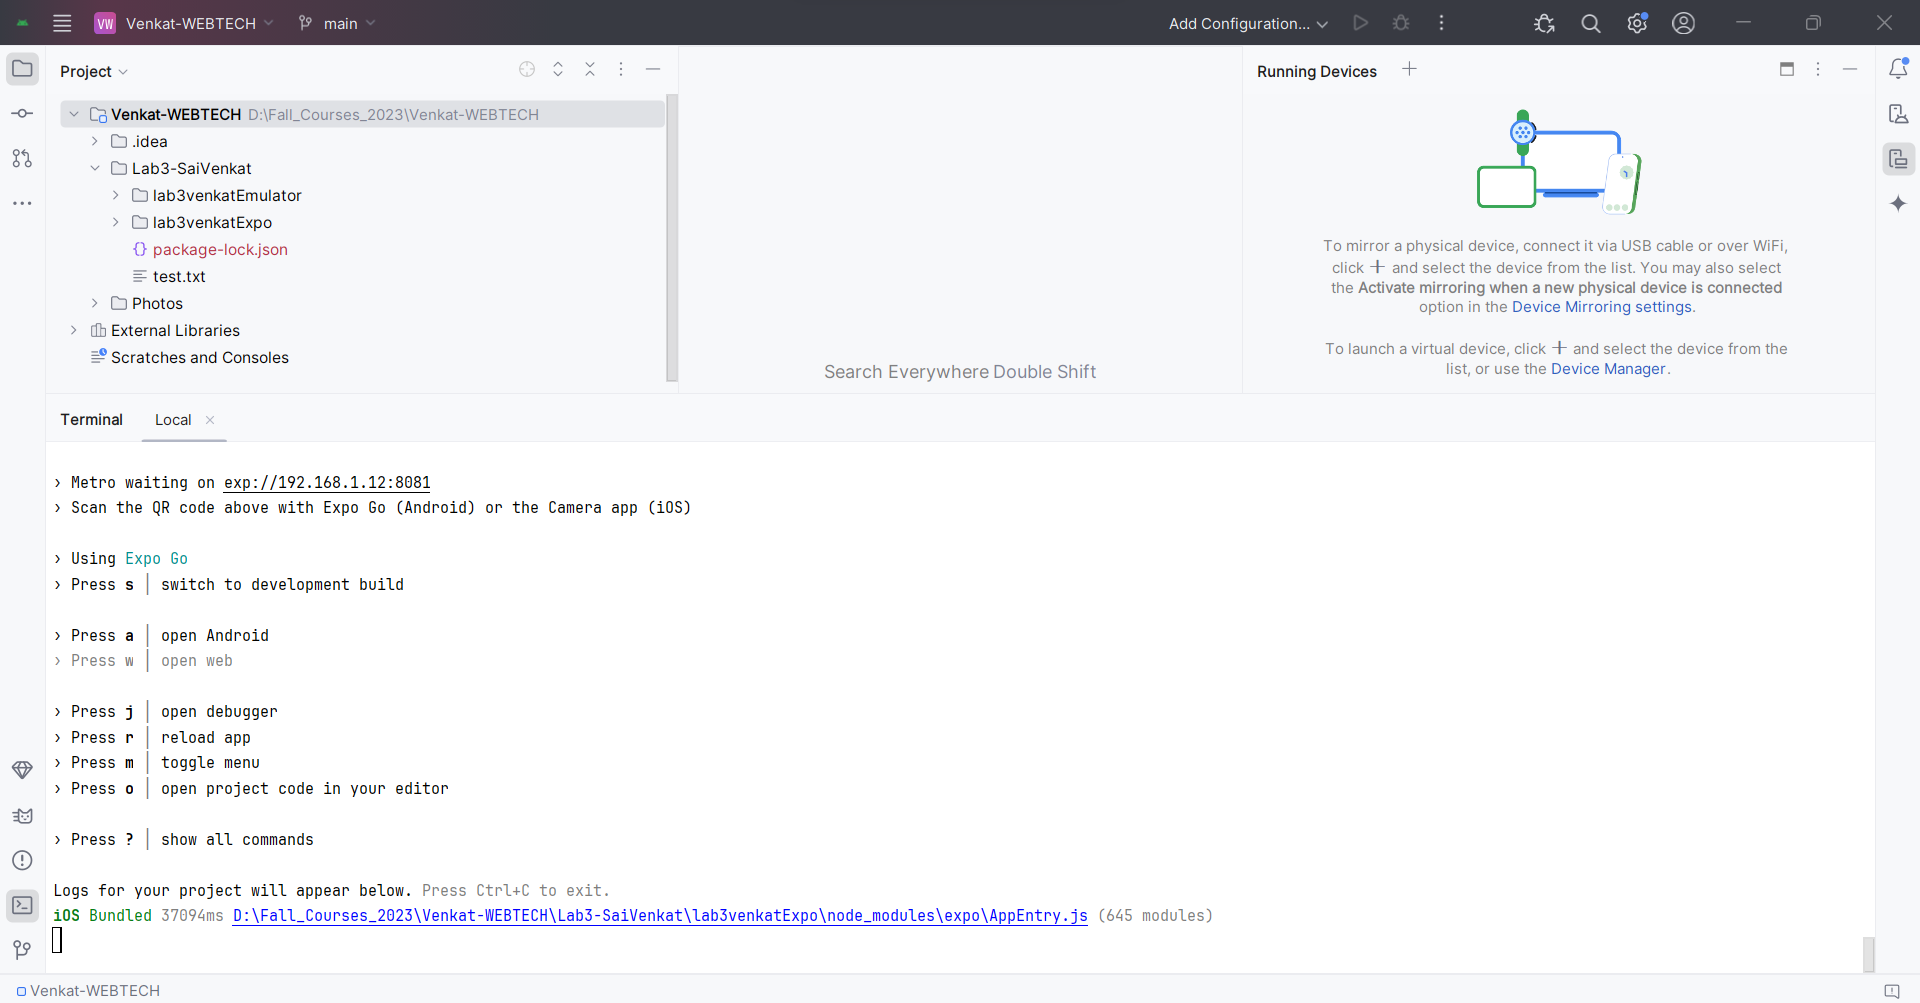 VW Venkat-WEBTECH main Add Configuration...
Project
Venkat-WEBTECH D:\Fall_Courses_2023\Venkat-WEBTECH
.idea
Lab3-SaiVenkat
lab3venkatEmulator
lab3venkatExpo
{} package-lock.json
test.txt
Photos
External Libraries
Scratches and Consoles
Search Everywhere Double Shift
Running Devices
To mirror a physical device, connect it via USB cable or over WiFi,
click + and select the device from the list. You may also select
the Activate mirroring when a new physical device is connected
option in the Device Mirroring settings.
To launch a virtual device, click + and select the device from the
list, or use the Device Manager.
Terminal Local
› Metro waiting on exp://192.168.1.12:8081
› Scan the QR code above with Expo Go (Android) or the Camera app (iOS)
› Using Expo Go
› Press s │ switch to development build
› Press a │ open Android
› Press w │ open web
› Press j │ open debugger
› Press r │ reload app
› Press m │ toggle menu
› Press o │ open project code in your editor
› Press ? │ show all commands
Logs for your project will appear below. Press Ctrl+C to exit.
iOS Bundled 37094ms D:\Fall_Courses_2023\Venkat-WEBTECH\Lab3-SaiVenkat\lab3venkatExpo\node_modules\expo\AppEntry.js (645 modules)
Venkat-WEBTECH